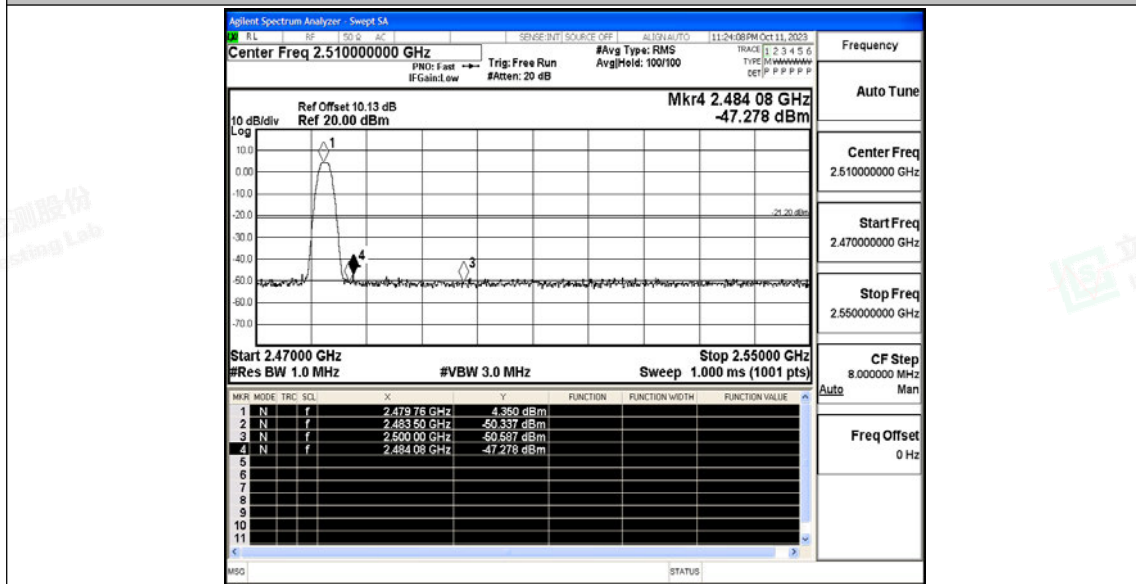 Agilent Spectrum Analyzer - Swept SA
RL RF 50 Ω AC SENSE:INT SOURCE OFF ALIGN AUTO 11:24:08 PM Oct 11, 2023
Center Freq 2.510000000 GHz
PNO: Fast
IFGain:Low
Trig: Free Run
#Atten: 20 dB
#Avg Type: RMS
Avg|Hold: 100/100
TRACE 1 2 3 4 5 6
TYPE M W W W W W
DET P P P P P P
Ref Offset 10.13 dB
10 dB/div Ref 20.00 dBm
Log
Mkr4 2.484 08 GHz
-47.278 dBm
10.0
0.00
-10.0
-20.0
-30.0
-40.0
-50.0
-60.0
-70.0
1
4
3
-21.20 dBm
Start 2.47000 GHz
Stop 2.55000 GHz
#Res BW 1.0 MHz
#VBW 3.0 MHz
Sweep 1.000 ms (1001 pts)
MKR MODE TRC SCL X Y FUNCTION FUNCTION WIDTH FUNCTION VALUE
1 N f 2.479 76 GHz 4.350 dBm
2 N f 2.483 50 GHz -50.337 dBm
3 N f 2.500 00 GHz -50.587 dBm
4 N f 2.484 08 GHz -47.278 dBm
5
6
7
8
9
10
11
MSG
STATUS
Frequency
Auto Tune
Center Freq
2.510000000 GHz
Start Freq
2.470000000 GHz
Stop Freq
2.550000000 GHz
CF Step
8.000000 MHz
Auto Man
Freq Offset
0 Hz
测股份
esting Lab